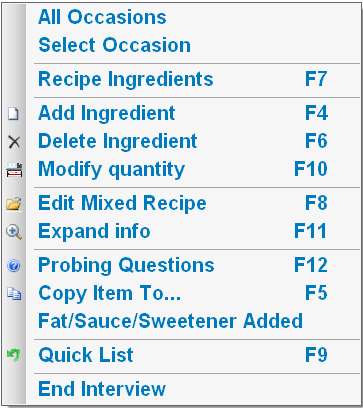 All Occasions
Select Occasion
Recipe Ingredients F7
Add Ingredient F4
Delete Ingredient F6
Modify quantity F10
Edit Mixed Recipe F8
Expand info F11
Probing Questions F12
Copy Item To... F5
Fat/Sauce/Sweetener Added
Quick List F9
End Interview